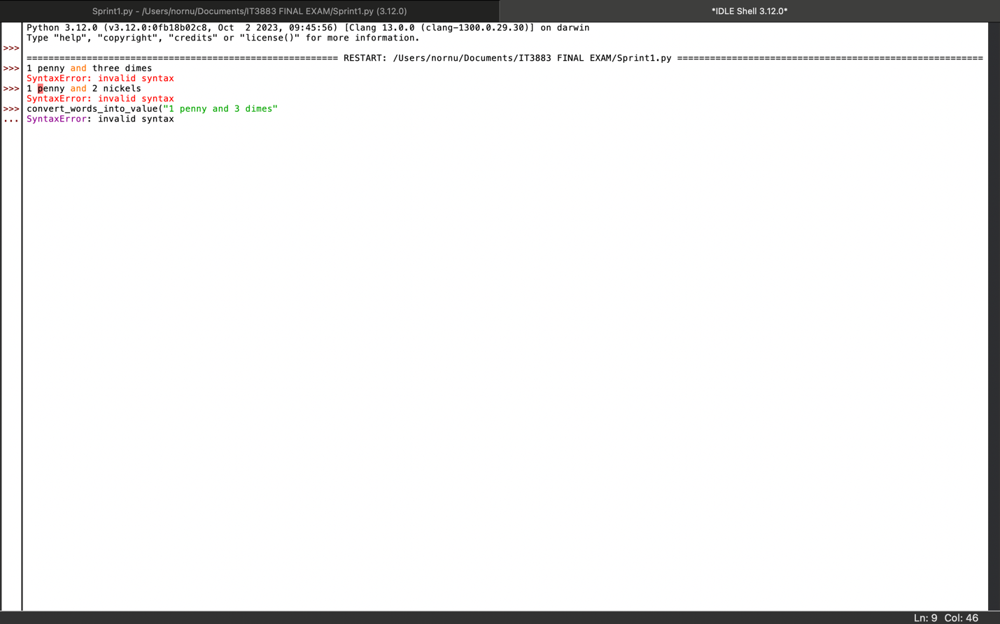 Sprint1.py - /Users/nornu/Documents/IT3883 FINAL EXAM/Sprint1.py (3.12.0)
*IDLE Shell 3.12.0*
Python 3.12.0 (v3.12.0:0fb18b02c8, Oct  2 2023, 09:45:56) [Clang 13.0.0 (clang-1300.0.29.30)] on darwin
Type "help", "copyright", "credits" or "license()" for more information.
>>>
======================================================== RESTART: /Users/nornu/Documents/IT3883 FINAL EXAM/Sprint1.py ========================================================
>>> 1 penny and three dimes
SyntaxError: invalid syntax
>>> 1 penny and 2 nickels
SyntaxError: invalid syntax
>>> convert_words_into_value("1 penny and 3 dimes"
... SyntaxError: invalid syntax
Ln: 9 Col: 46